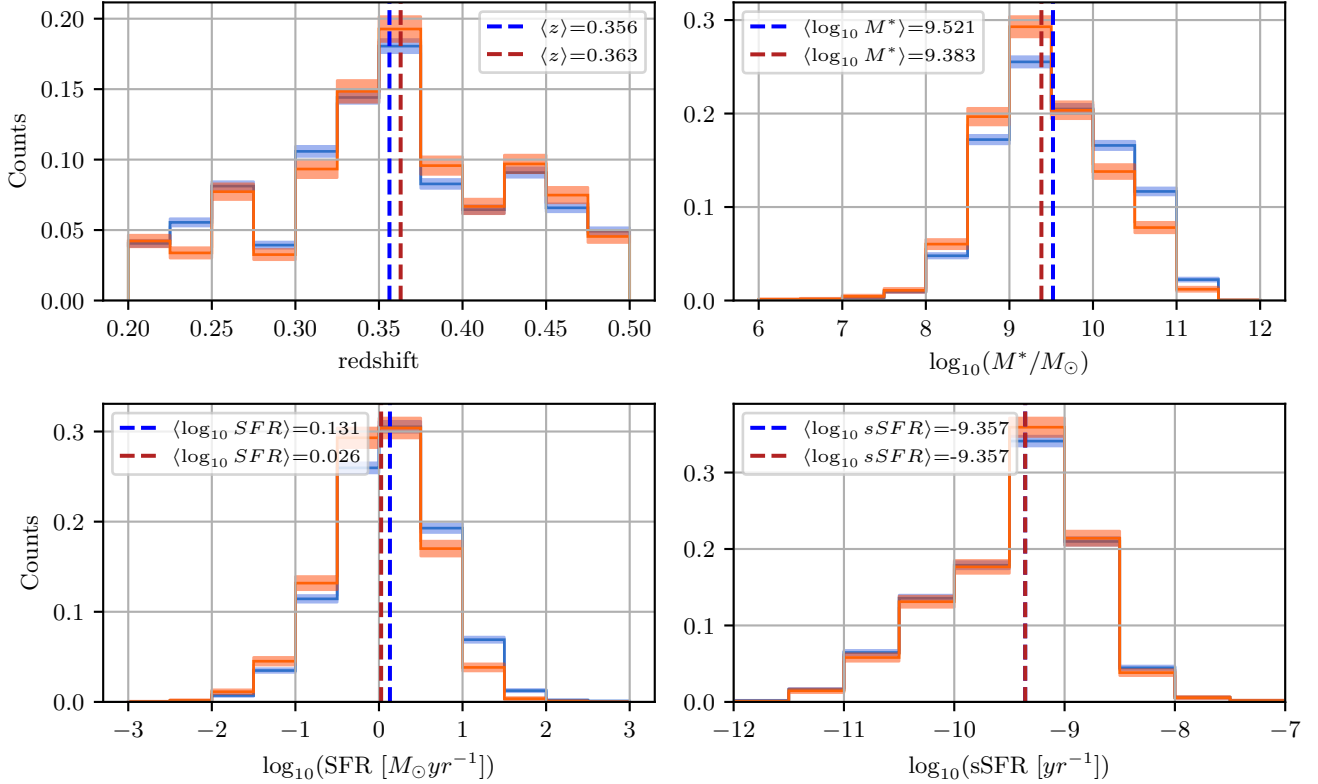 0.20
0.15
0.10
0.05
0.00
Counts
⟨z⟩=0.356
⟨z⟩=0.363
0.20 0.25 0.30 0.35 0.40 0.45 0.50
redshift
0.3
0.2
0.1
0.0
⟨log₁₀ M*⟩=9.521
⟨log₁₀ M*⟩=9.383
6 7 8 9 10 11 12
log₁₀(M*/M⊙)
0.3
0.2
0.1
0.0
Counts
⟨log₁₀ SFR⟩=0.131
⟨log₁₀ SFR⟩=0.026
−3 −2 −1 0 1 2 3
log₁₀(SFR [M⊙yr⁻¹])
0.3
0.2
0.1
0.0
⟨log₁₀ sSFR⟩=-9.357
⟨log₁₀ sSFR⟩=-9.357
−12 −11 −10 −9 −8 −7
log₁₀(sSFR [yr⁻¹])